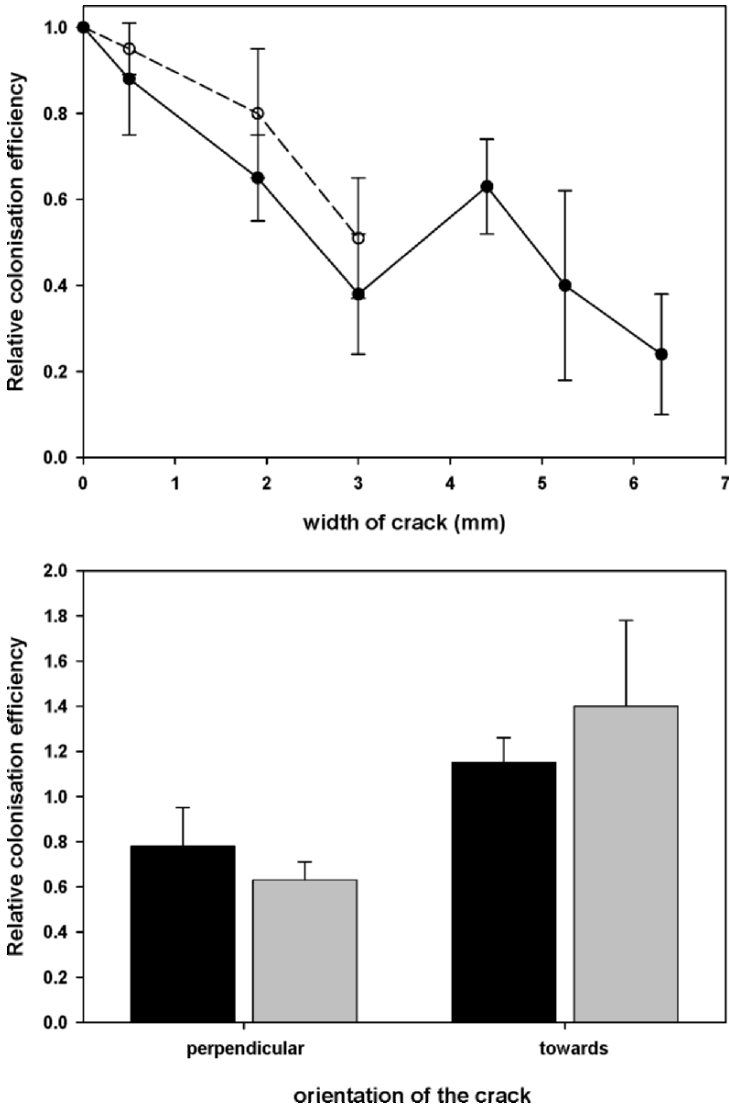 Relative colonisation efficiency
1.0
0.8
0.6
0.4
0.2
0.0
0 1 2 3 4 5 6 7
width of crack (mm)
Relative colonisation efficiency
2.0
1.8
1.6
1.4
1.2
1.0
0.8
0.6
0.4
0.2
0.0
perpendicular towards
orientation of the crack